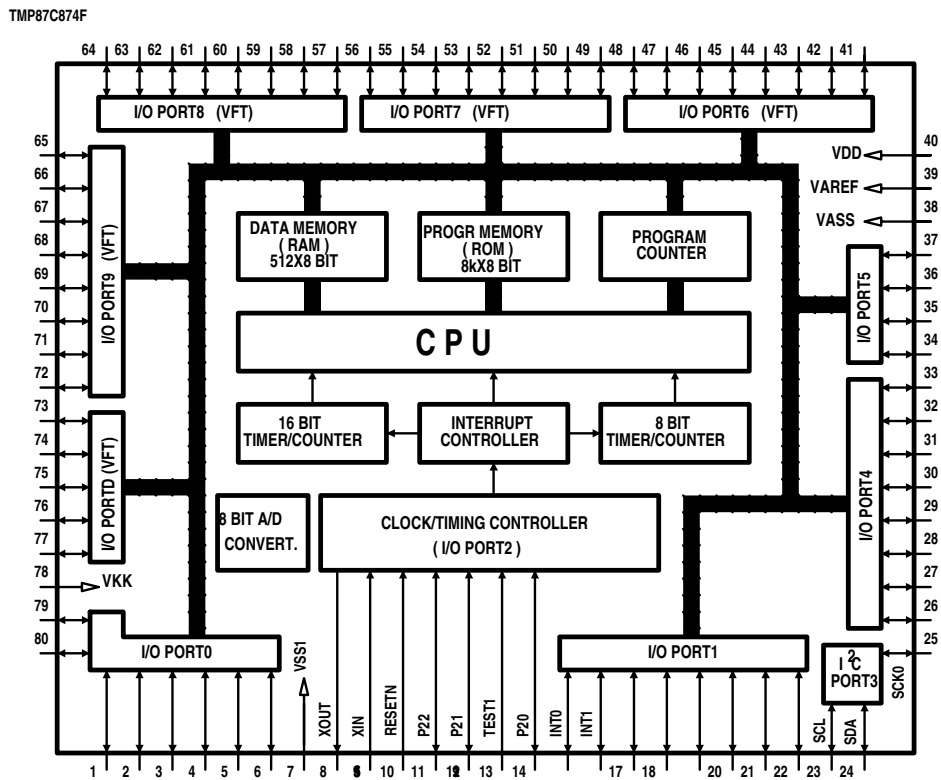 TMP87C874F
64 63 62 61 60 59 58 57 56 55 54 53 52 51 50 49 48 47 46 45 44 43 42 41
I/O PORT8 (VFT)
I/O PORT7 (VFT)
I/O PORT6 (VFT)
65
66
67
68
69
70
71
72
73
74
75
76
77
78
79
80
I/O PORT9 (VFT)
I/O PORTD (VFT)
VKK
I/O PORT0
DATA MEMORY
( RAM )
512X8 BIT
PROGR MEMORY
( ROM )
8kX8 BIT
PROGRAM
COUNTER
CPU
16 BIT
TIMER/COUNTER
INTERRUPT
CONTROLLER
8 BIT
TIMER/COUNTER
8 BIT A/D
CONVERT.
CLOCK/TIMING CONTROLLER
( I/O PORT2 )
VDD
VAREF
VASS
40
39
38
37
36
35
34
33
32
31
30
29
28
27
26
25
I/O PORT5
I/O PORT4
I/O PORT1
I2C
PORT3
SCK0
VSS1
XOUT
XIN
RESETN
P22
P21
TEST1
P20
INT0
INT1
SCL
SDA
1 2 3 4 5 6 7 8 10 11 13 14 17 18 20 21 22 23 24